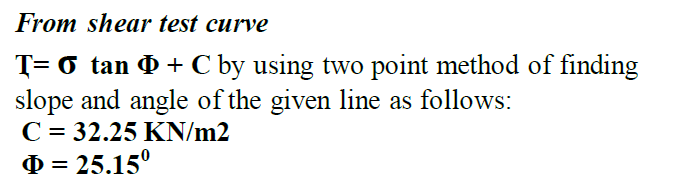 From shear test curve
T= σ tan Φ + C by using two point method of finding
slope and angle of the given line as follows:
C = 32.25 KN/m2
Φ = 25.15⁰